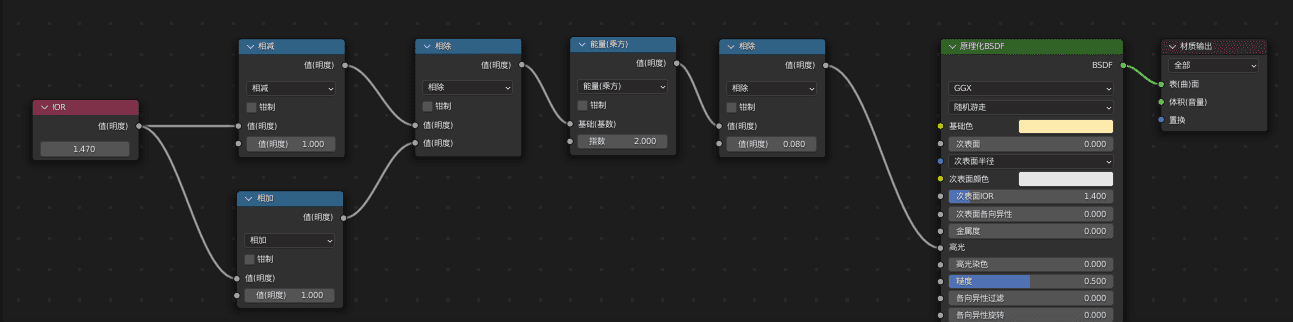 IOR
值(明度)
1.470
相减
值(明度)
相减
钳制
值(明度)
值(明度) 1.000
相加
值(明度)
相加
钳制
值(明度)
值(明度) 1.000
相除
值(明度)
相除
钳制
值(明度)
值(明度)
能量(乘方)
值(明度)
能量(乘方)
钳制
基础(基数)
指数 2.000
相除
值(明度)
相除
钳制
值(明度)
值(明度) 0.080
原理化BSDF
BSDF
GGX
随机游走
基础色
次表面 0.000
次表面半径
次表面颜色
次表面IOR 1.400
次表面各向异性 0.000
金属度 0.000
高光
高光染色 0.000
糙度 0.500
各向异性过滤 0.000
各向异性旋转 0.000
材质输出
全部
表(曲)面
体积(音量)
置换